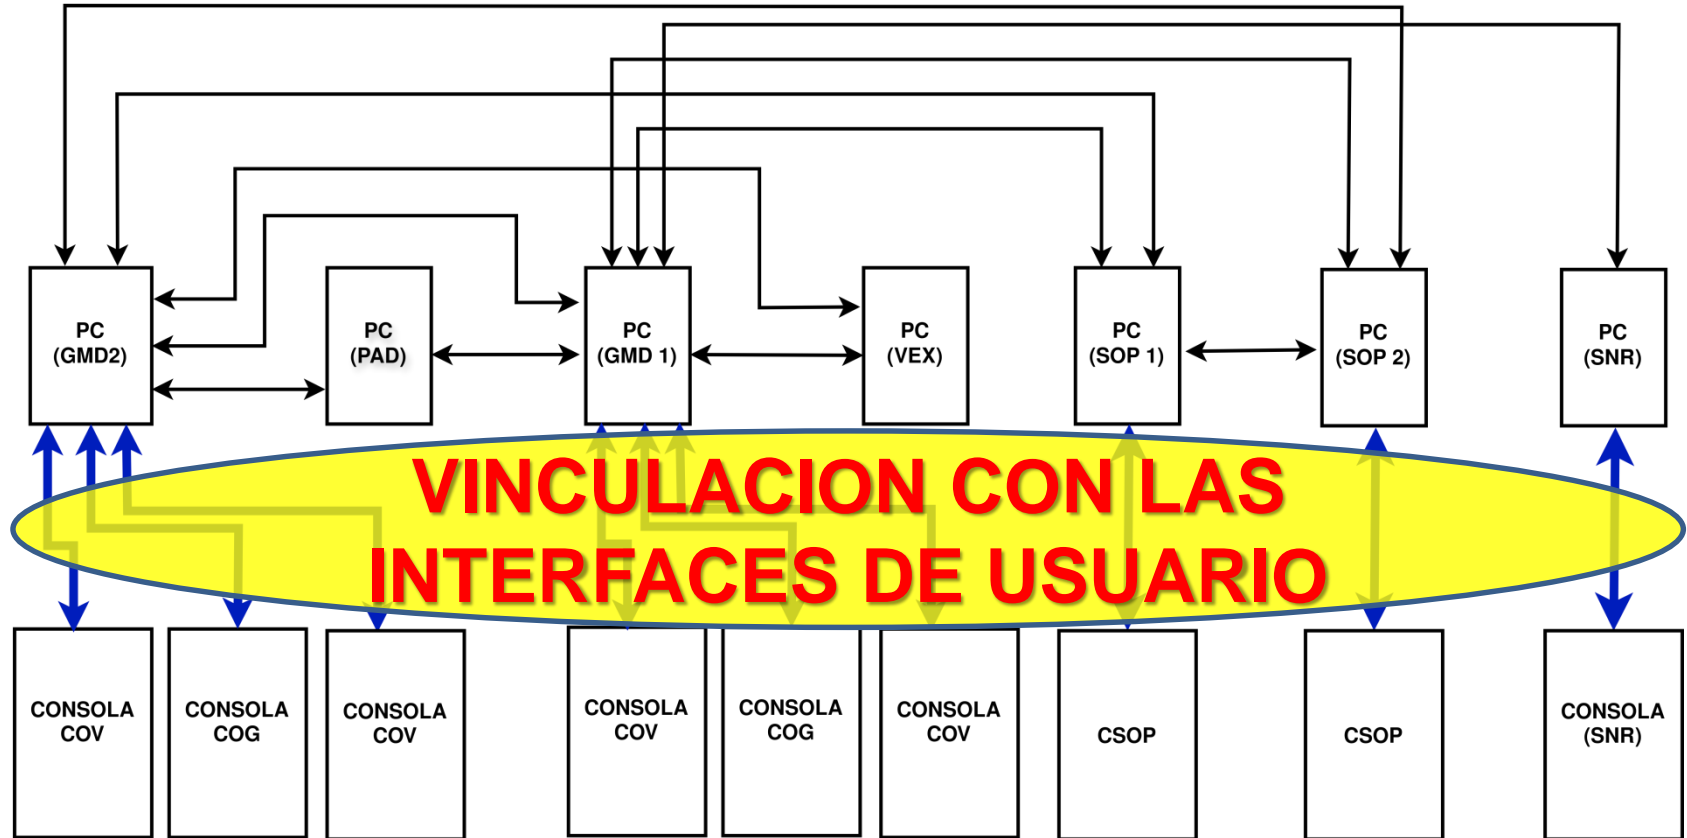 PC
(GMD2)
PC
(PAD)
PC
(GMD 1)
PC
(VEX)
PC
(SOP 1)
PC
(SOP 2)
PC
(SNR)
VINCULACION CON LAS
INTERFACES DE USUARIO
CONSOLA
COV
CONSOLA
COG
CONSOLA
COV
CONSOLA
COV
CONSOLA
COG
CONSOLA
COV
CSOP
CSOP
CONSOLA
(SNR)